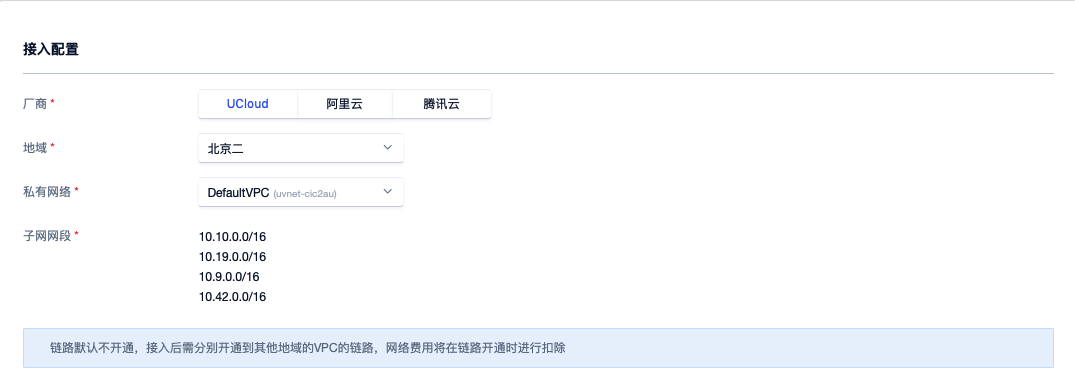 接入配置
厂商 * UCloud 阿里云 腾讯云
地域 * 北京二
私有网络 * DefaultVPC (uvnet-cic2au)
子网网段 * 10.10.0.0/16
10.19.0.0/16
10.9.0.0/16
10.42.0.0/16
链路默认不开通，接入后需分别开通到其他地域的VPC的链路，网络费用将在链路开通时进行扣除